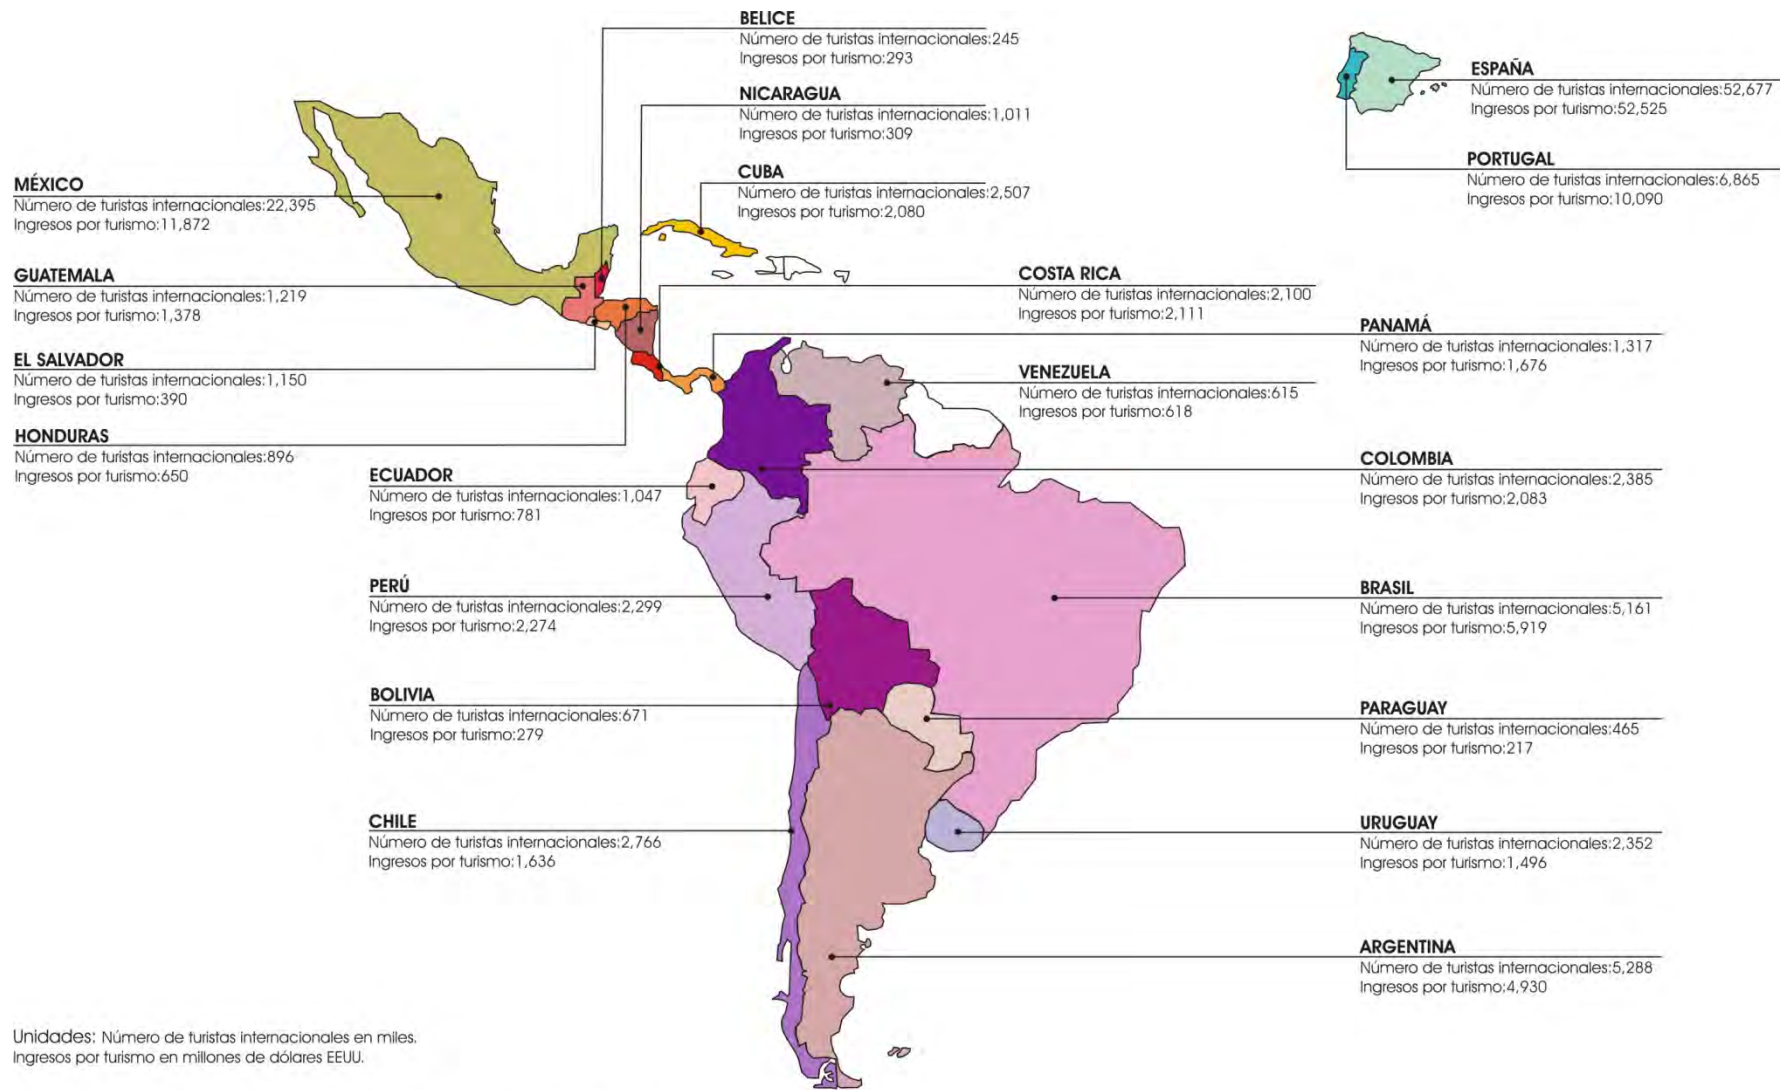 BELICE
Número de turistas internacionales:245
Ingresos por turismo:293
NICARAGUA
Número de turistas internacionales:1,011
Ingresos por turismo:309
CUBA
Número de turistas internacionales:2,507
Ingresos por turismo:2,080
ESPAÑA
Número de turistas internacionales:52,677
Ingresos por turismo:52,525
PORTUGAL
Número de turistas internacionales:6,865
Ingresos por turismo:10,090
MÉXICO
Número de turistas internacionales:22,395
Ingresos por turismo:11,872
GUATEMALA
Número de turistas internacionales:1,219
Ingresos por turismo:1,378
EL SALVADOR
Número de turistas internacionales:1,150
Ingresos por turismo:390
HONDURAS
Número de turistas internacionales:896
Ingresos por turismo:650
COSTA RICA
Número de turistas internacionales:2,100
Ingresos por turismo:2,111
PANAMÁ
Número de turistas internacionales:1,317
Ingresos por turismo:1,676
VENEZUELA
Número de turistas internacionales:615
Ingresos por turismo:618
COLOMBIA
Número de turistas internacionales:2,385
Ingresos por turismo:2,083
ECUADOR
Número de turistas internacionales:1,047
Ingresos por turismo:781
PERÚ
Número de turistas internacionales:2,299
Ingresos por turismo:2,274
BRASIL
Número de turistas internacionales:5,161
Ingresos por turismo:5,919
BOLIVIA
Número de turistas internacionales:671
Ingresos por turismo:279
PARAGUAY
Número de turistas internacionales:465
Ingresos por turismo:217
CHILE
Número de turistas internacionales:2,766
Ingresos por turismo:1,636
URUGUAY
Número de turistas internacionales:2,352
Ingresos por turismo:1,496
ARGENTINA
Número de turistas internacionales:5,288
Ingresos por turismo:4,930
Unidades: Número de turistas internacionales en miles.
Ingresos por turismo en millones de dólares EEUU.